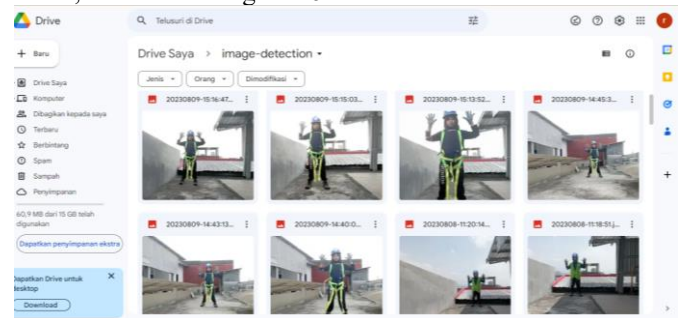 Drive
Telusuri di Drive
Baru
Drive Saya > image-detection
Jenis
Orang
Dimodifikasi
Drive Saya
Komputer
Dibagikan kepada saya
Terbaru
Berbintang
Spam
Sampah
Penyimpanan
60,9 MB dari 15 GB telah
digunakan
Dapatkan penyimpanan ekstra
Dapatkan Drive untuk
desktop
Download
20230809-15:16:47...
20230809-15:15:03...
20230809-15:13:52...
20230809-14:45:3...
20230809-14:43:13...
20230809-14:40:0...
20230808-11:20:14...
20230808-11:18:51.j...